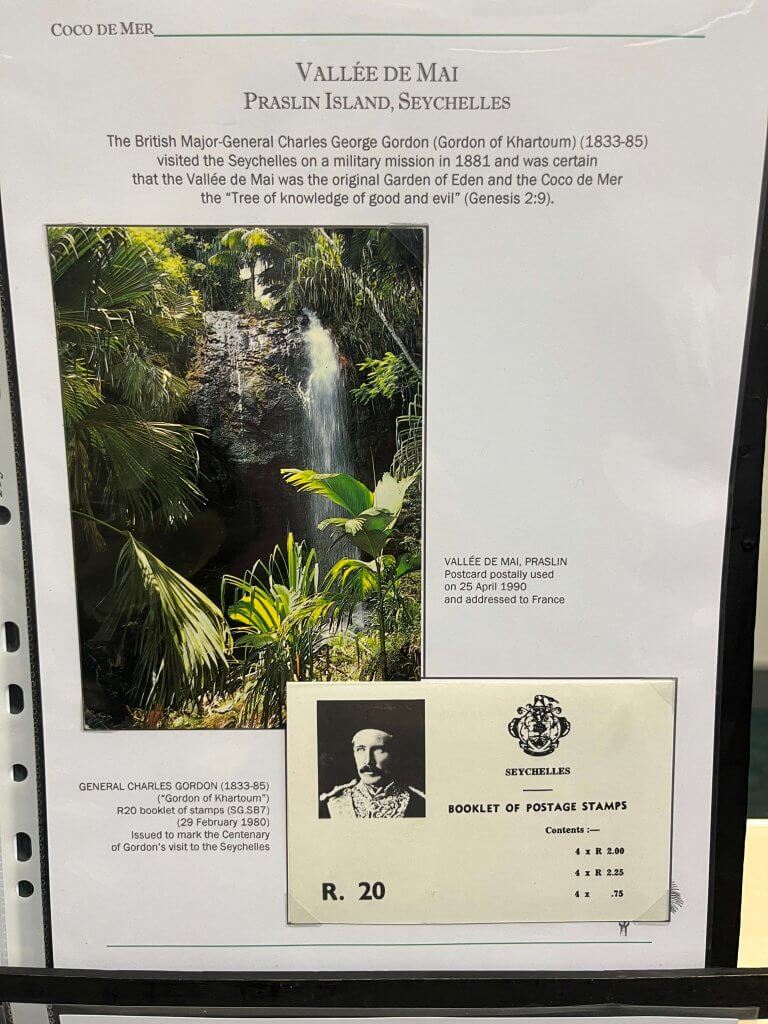 COCO DE MER
VALLÉE DE MAI
PRASLIN ISLAND, SEYCHELLES
The British Major-General Charles George Gordon (Gordon of Khartoum) (1833-85)
visited the Seychelles on a military mission in 1881 and was certain
that the Vallée de Mai was the original Garden of Eden and the Coco de Mer
the “Tree of knowledge of good and evil” (Genesis 2:9).
VALLÉE DE MAI, PRASLIN
Postcard postally used
on 25 April 1990
and addressed to France
GENERAL CHARLES GORDON (1833-85)
(“Gordon of Khartoum”)
R20 booklet of stamps (SG.SB7)
(29 February 1980)
Issued to mark the Centenary
of Gordon's visit to the Seychelles
SEYCHELLES
BOOKLET OF POSTAGE STAMPS
Contents :—
4 x R 2.00
4 x R 2.25
4 x .75
R. 20